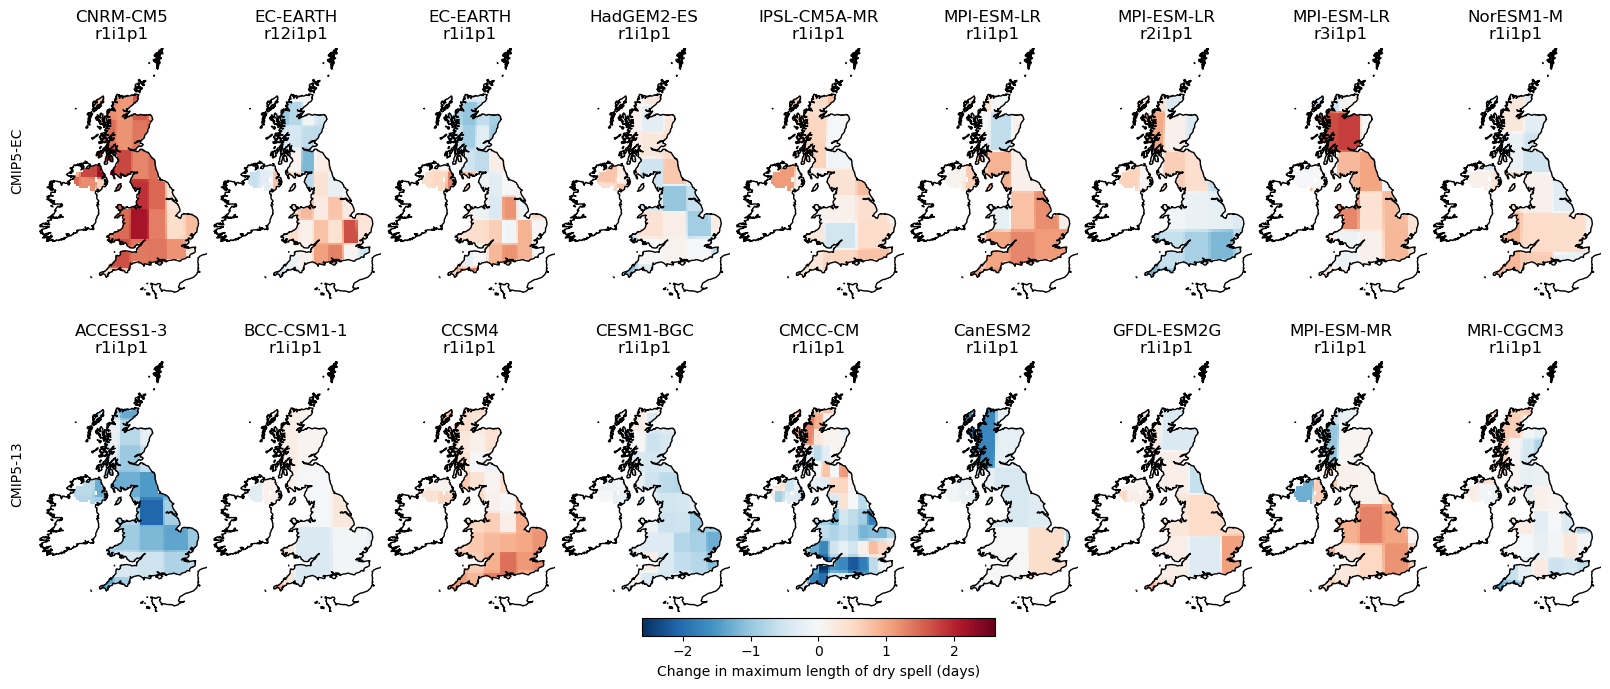 CNRM-CM5 EC-EARTH EC-EARTH HadGEM2-ES IPSL-CM5A-MR MPI-ESM-LR MPI-ESM-LR MPI-ESM-LR NorESM1-M
r1i1p1 r12i1p1 r1i1p1 r1i1p1 r1i1p1 r1i1p1 r2i1p1 r3i1p1 r1i1p1
CMIP5-EC
ACCESS1-3 BCC-CSM1-1 CCSM4 CESM1-BGC CMCC-CM CanESM2 GFDL-ESM2G MPI-ESM-MR MRI-CGCM3
r1i1p1 r1i1p1 r1i1p1 r1i1p1 r1i1p1 r1i1p1 r1i1p1 r1i1p1 r1i1p1
CMIP5-13
−2 −1 0 1 2
Change in maximum length of dry spell (days)